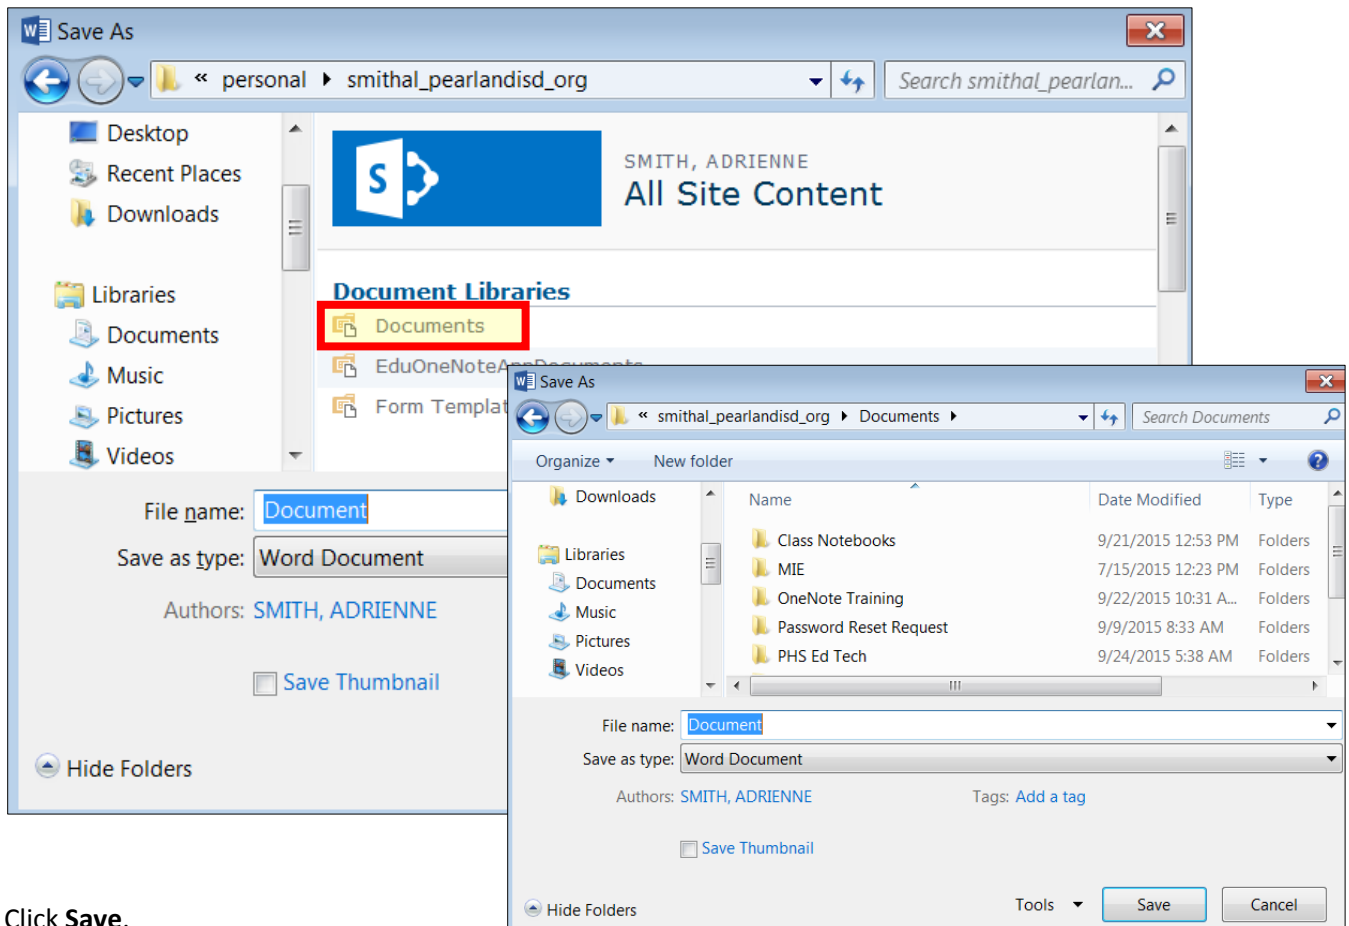 Save As
« personal smithal_pearlandisd_org
Search smithal_pearlan...
Desktop
Recent Places
Downloads
Libraries
Documents
Music
Pictures
Videos
S
SMITH, ADRIENNE
All Site Content
Document Libraries
Documents
EduOneNoteAppDocuments
Form Templat
File name: Document
Save as type: Word Document
Authors: SMITH, ADRIENNE
Save Thumbnail
Hide Folders
Save As
« smithal_pearlandisd_org Documents
Search Documents
Organize New folder
Downloads
Libraries
Documents
Music
Pictures
Videos
Name Date Modified Type
Class Notebooks 9/21/2015 12:53 PM Folders
MIE 7/15/2015 12:23 PM Folders
OneNote Training 9/22/2015 10:31 A... Folders
Password Reset Request 9/9/2015 8:33 AM Folders
PHS Ed Tech 9/24/2015 5:38 AM Folders
File name: Document
Save as type: Word Document
Authors: SMITH, ADRIENNE Tags: Add a tag
Save Thumbnail
Hide Folders Tools Save Cancel
Click Save.